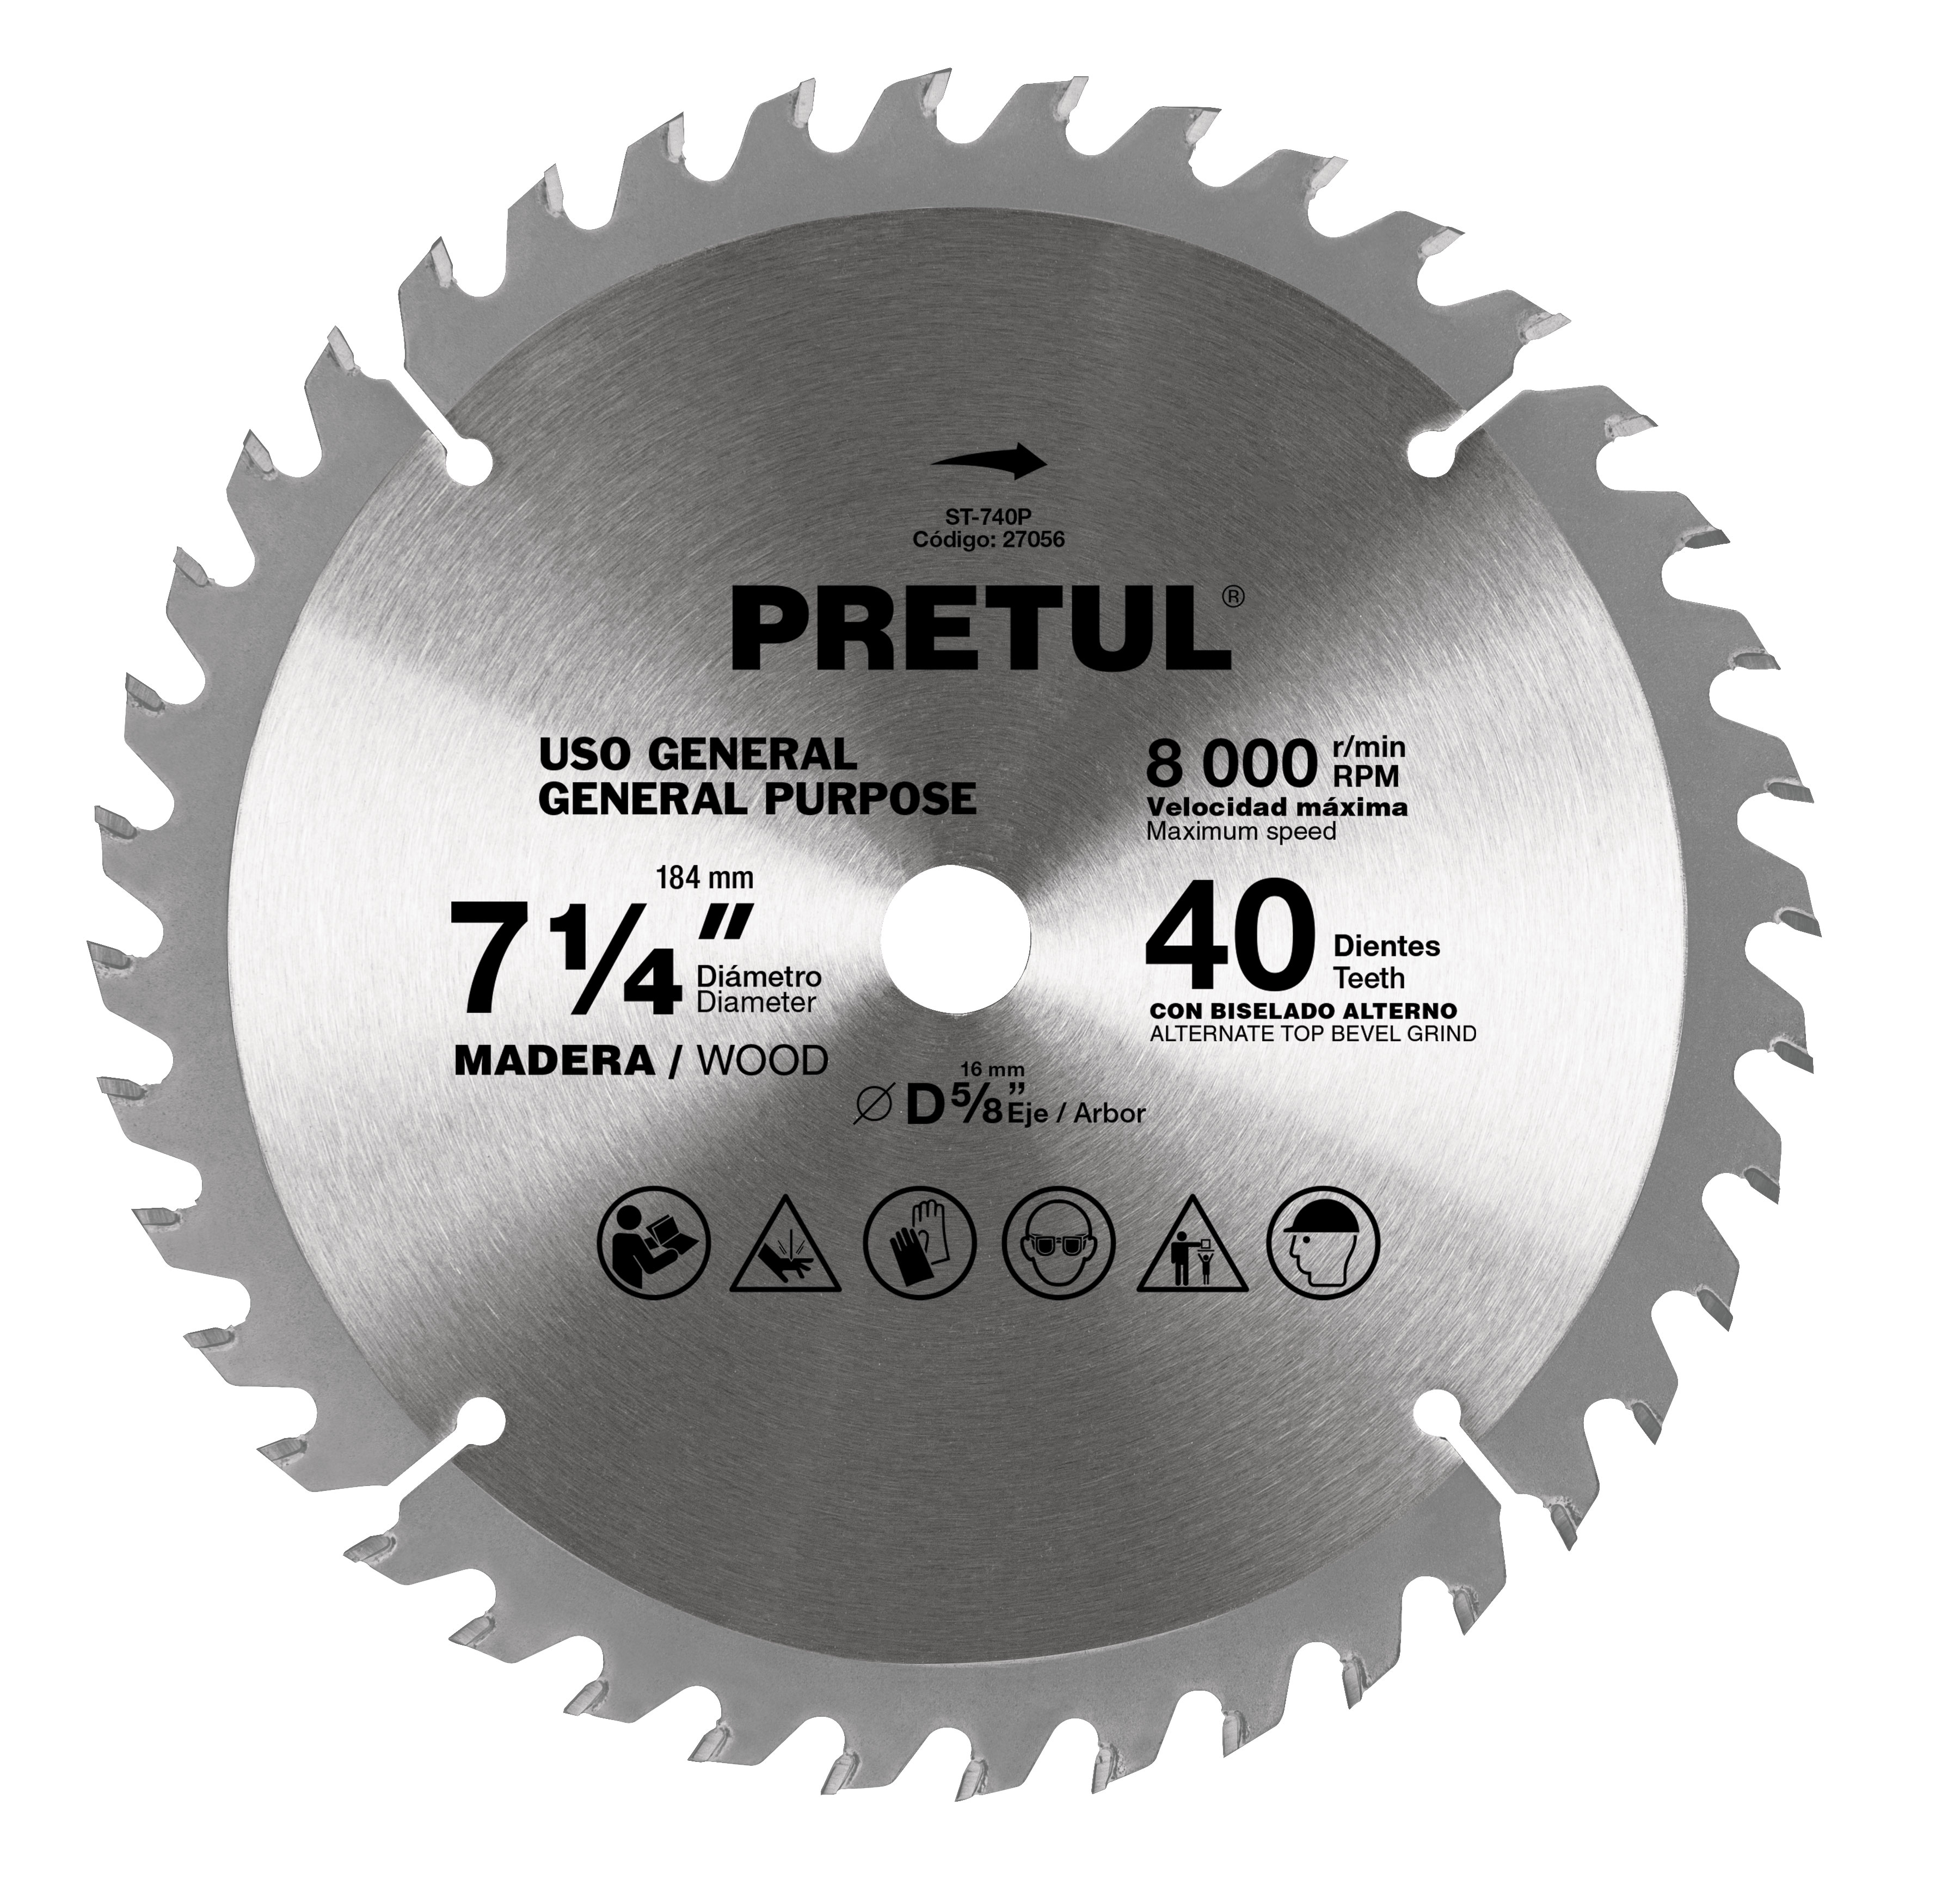 ST-740P
Código: 27056
PRETUL®
USO GENERAL
GENERAL PURPOSE
8 000 r/min
RPM
Velocidad máxima
Maximum speed
184 mm
7 1/4"
Diámetro
Diameter
MADERA / WOOD
40 Dientes
Teeth
CON BISELADO ALTERNO
ALTERNATE TOP BEVEL GRIND
16 mm
Ø D 5/8” Eje / Arbor